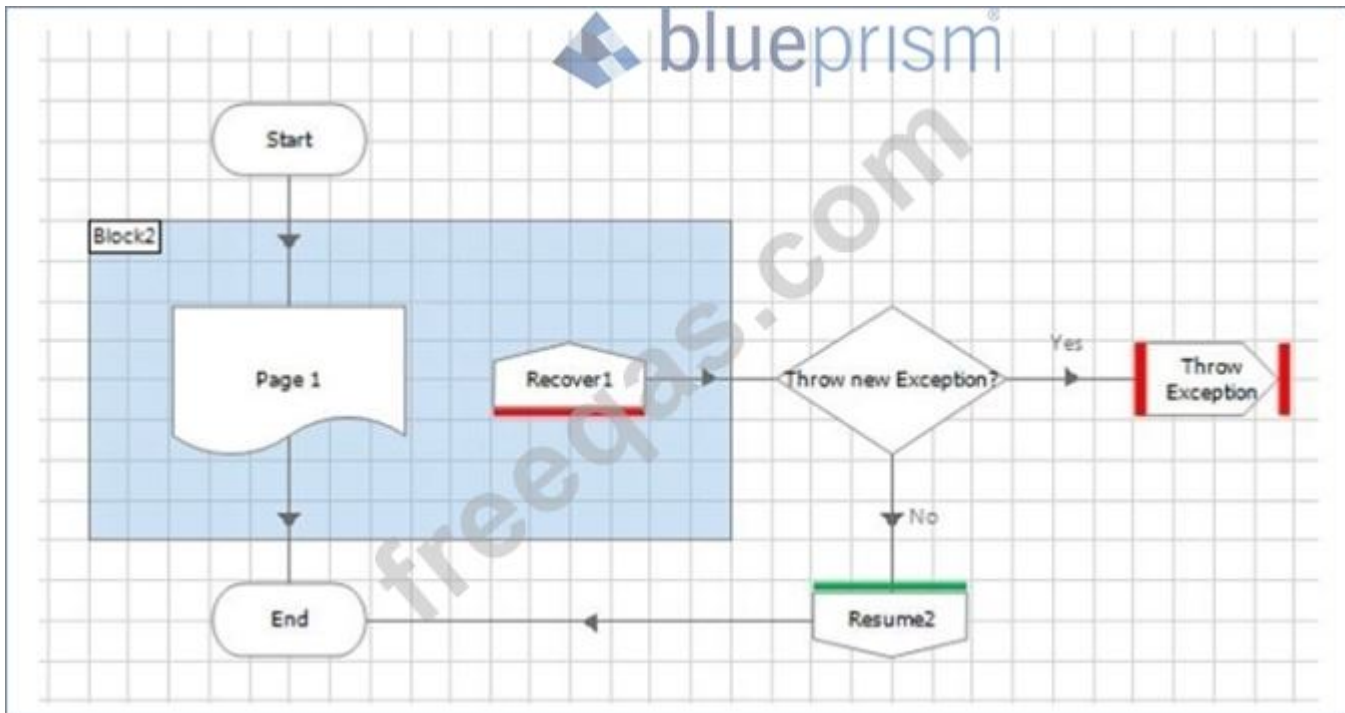 blueprism®
Start
Block2
Page 1
Recover1
Throw new Exception?
Yes
Throw
Exception
No
End
Resume2
freeqas.com